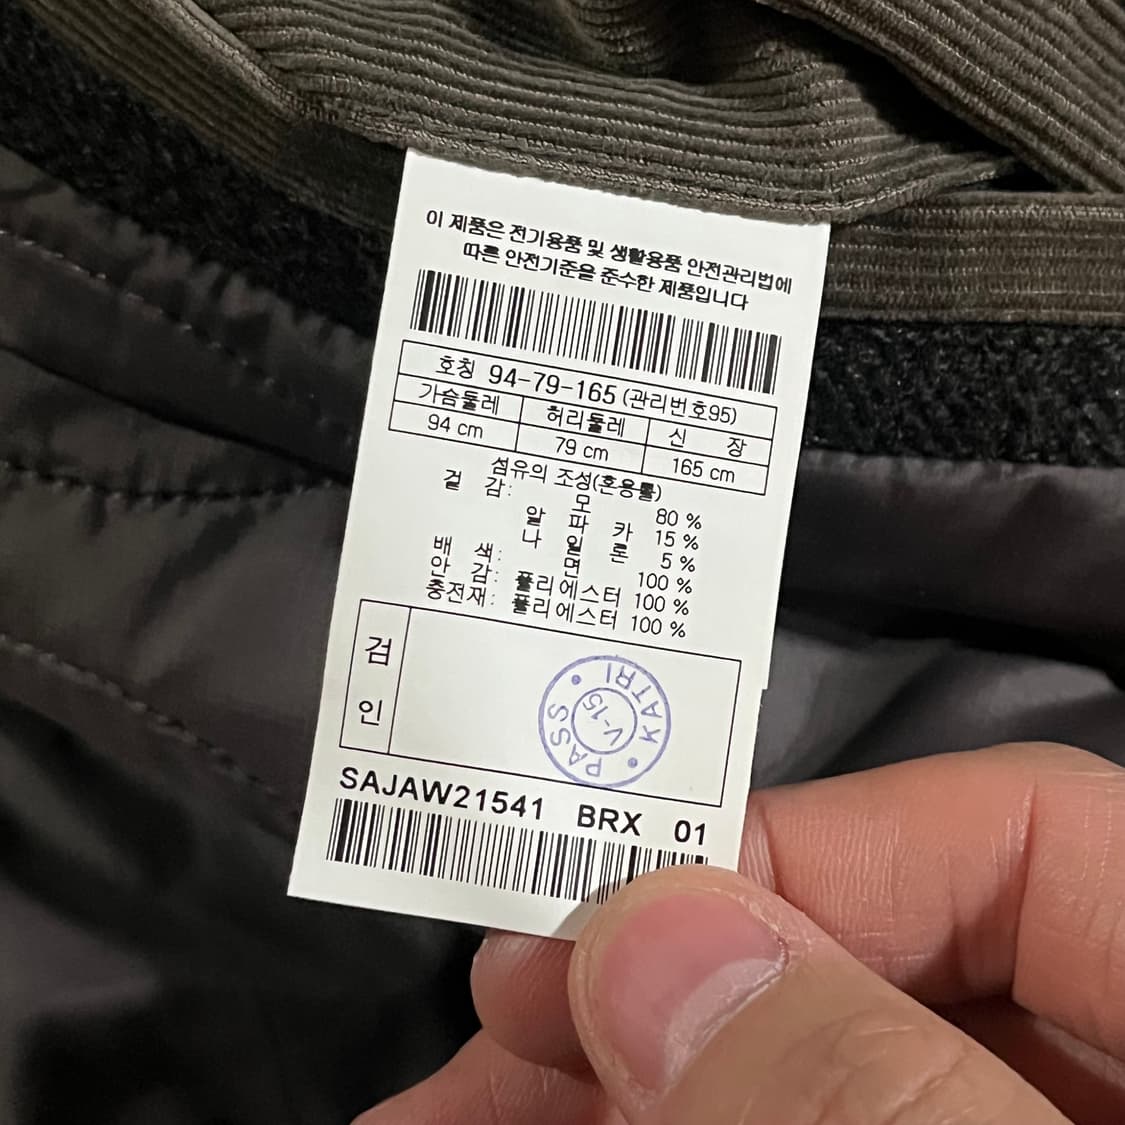 이 제품은 전기용품 및 생활용품 안전관리법에
따른 안전기준을 준수한 제품입니다
호칭 94-79-165 (관리번호95)
가슴둘레 허리둘레 신 장
94 cm 79 cm 165 cm
섬유의 조성(혼용률)
겉 감: 모 80 %
알 파 카 15 %
나 일 론 5 %
배 색: 면 100 %
안 감: 폴리에스터 100 %
충전재: 폴리에스터 100 %
검
인
KATRI
V-15
PASS
SAJAW21541 BRX 01